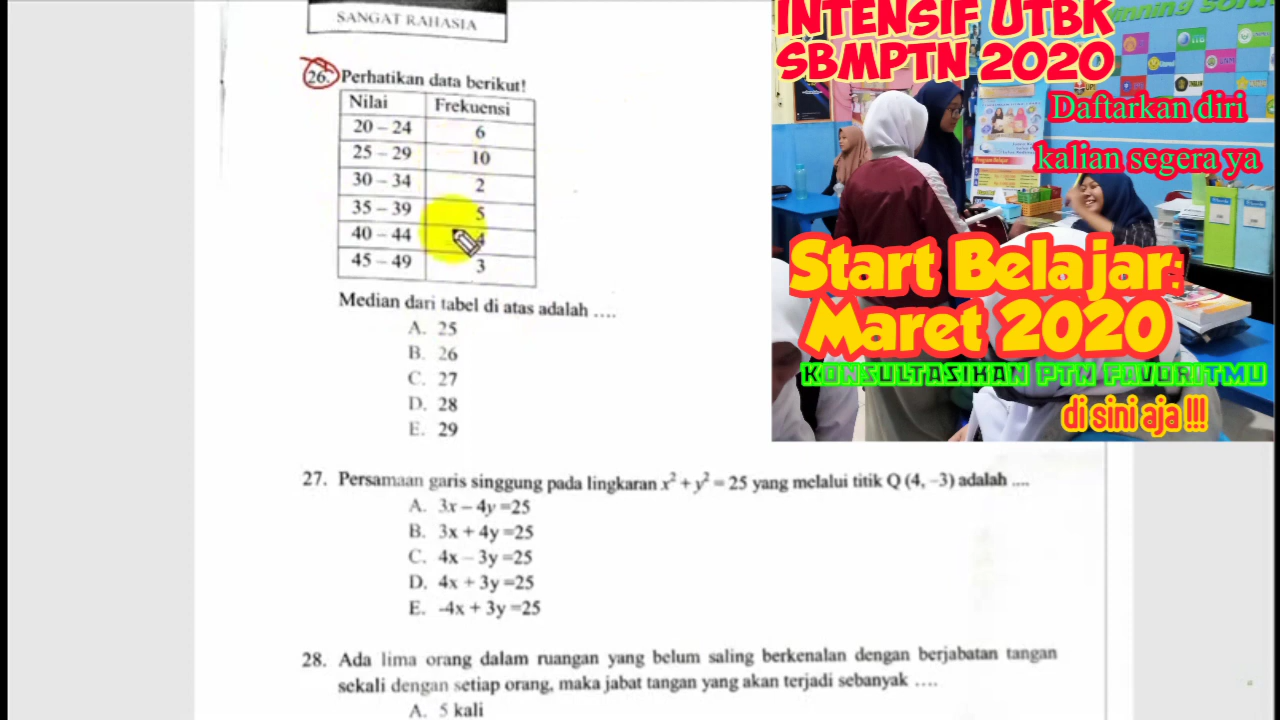 SANGAT RAHASIA
26. Perhatikan data berikut!
Nilai Frekuensi
20 – 24 6
25 – 29 10
30 – 34 2
35 – 39 5
40 – 44 4
45 – 49 3
Median dari tabel di atas adalah ....
A. 25
B. 26
C. 27
D. 28
E. 29
27. Persamaan garis singgung pada lingkaran x² + y² = 25 yang melalui titik Q (4, –3) adalah ....
A. 3x – 4y =25
B. 3x + 4y =25
C. 4x – 3y =25
D. 4x + 3y =25
E. -4x + 3y =25
28. Ada lima orang dalam ruangan yang belum saling berkenalan dengan berjabatan tangan
sekali dengan setiap orang, maka jabat tangan yang akan terjadi sebanyak ....
A. 5 kali
INTENSIF UTBK
SBMPTN 2020
Daftarkan diri
kalian segera ya
Start Belajar:
Maret 2020
KONSULTASIKAN PTN FAVORITMU
di sini aja !!!